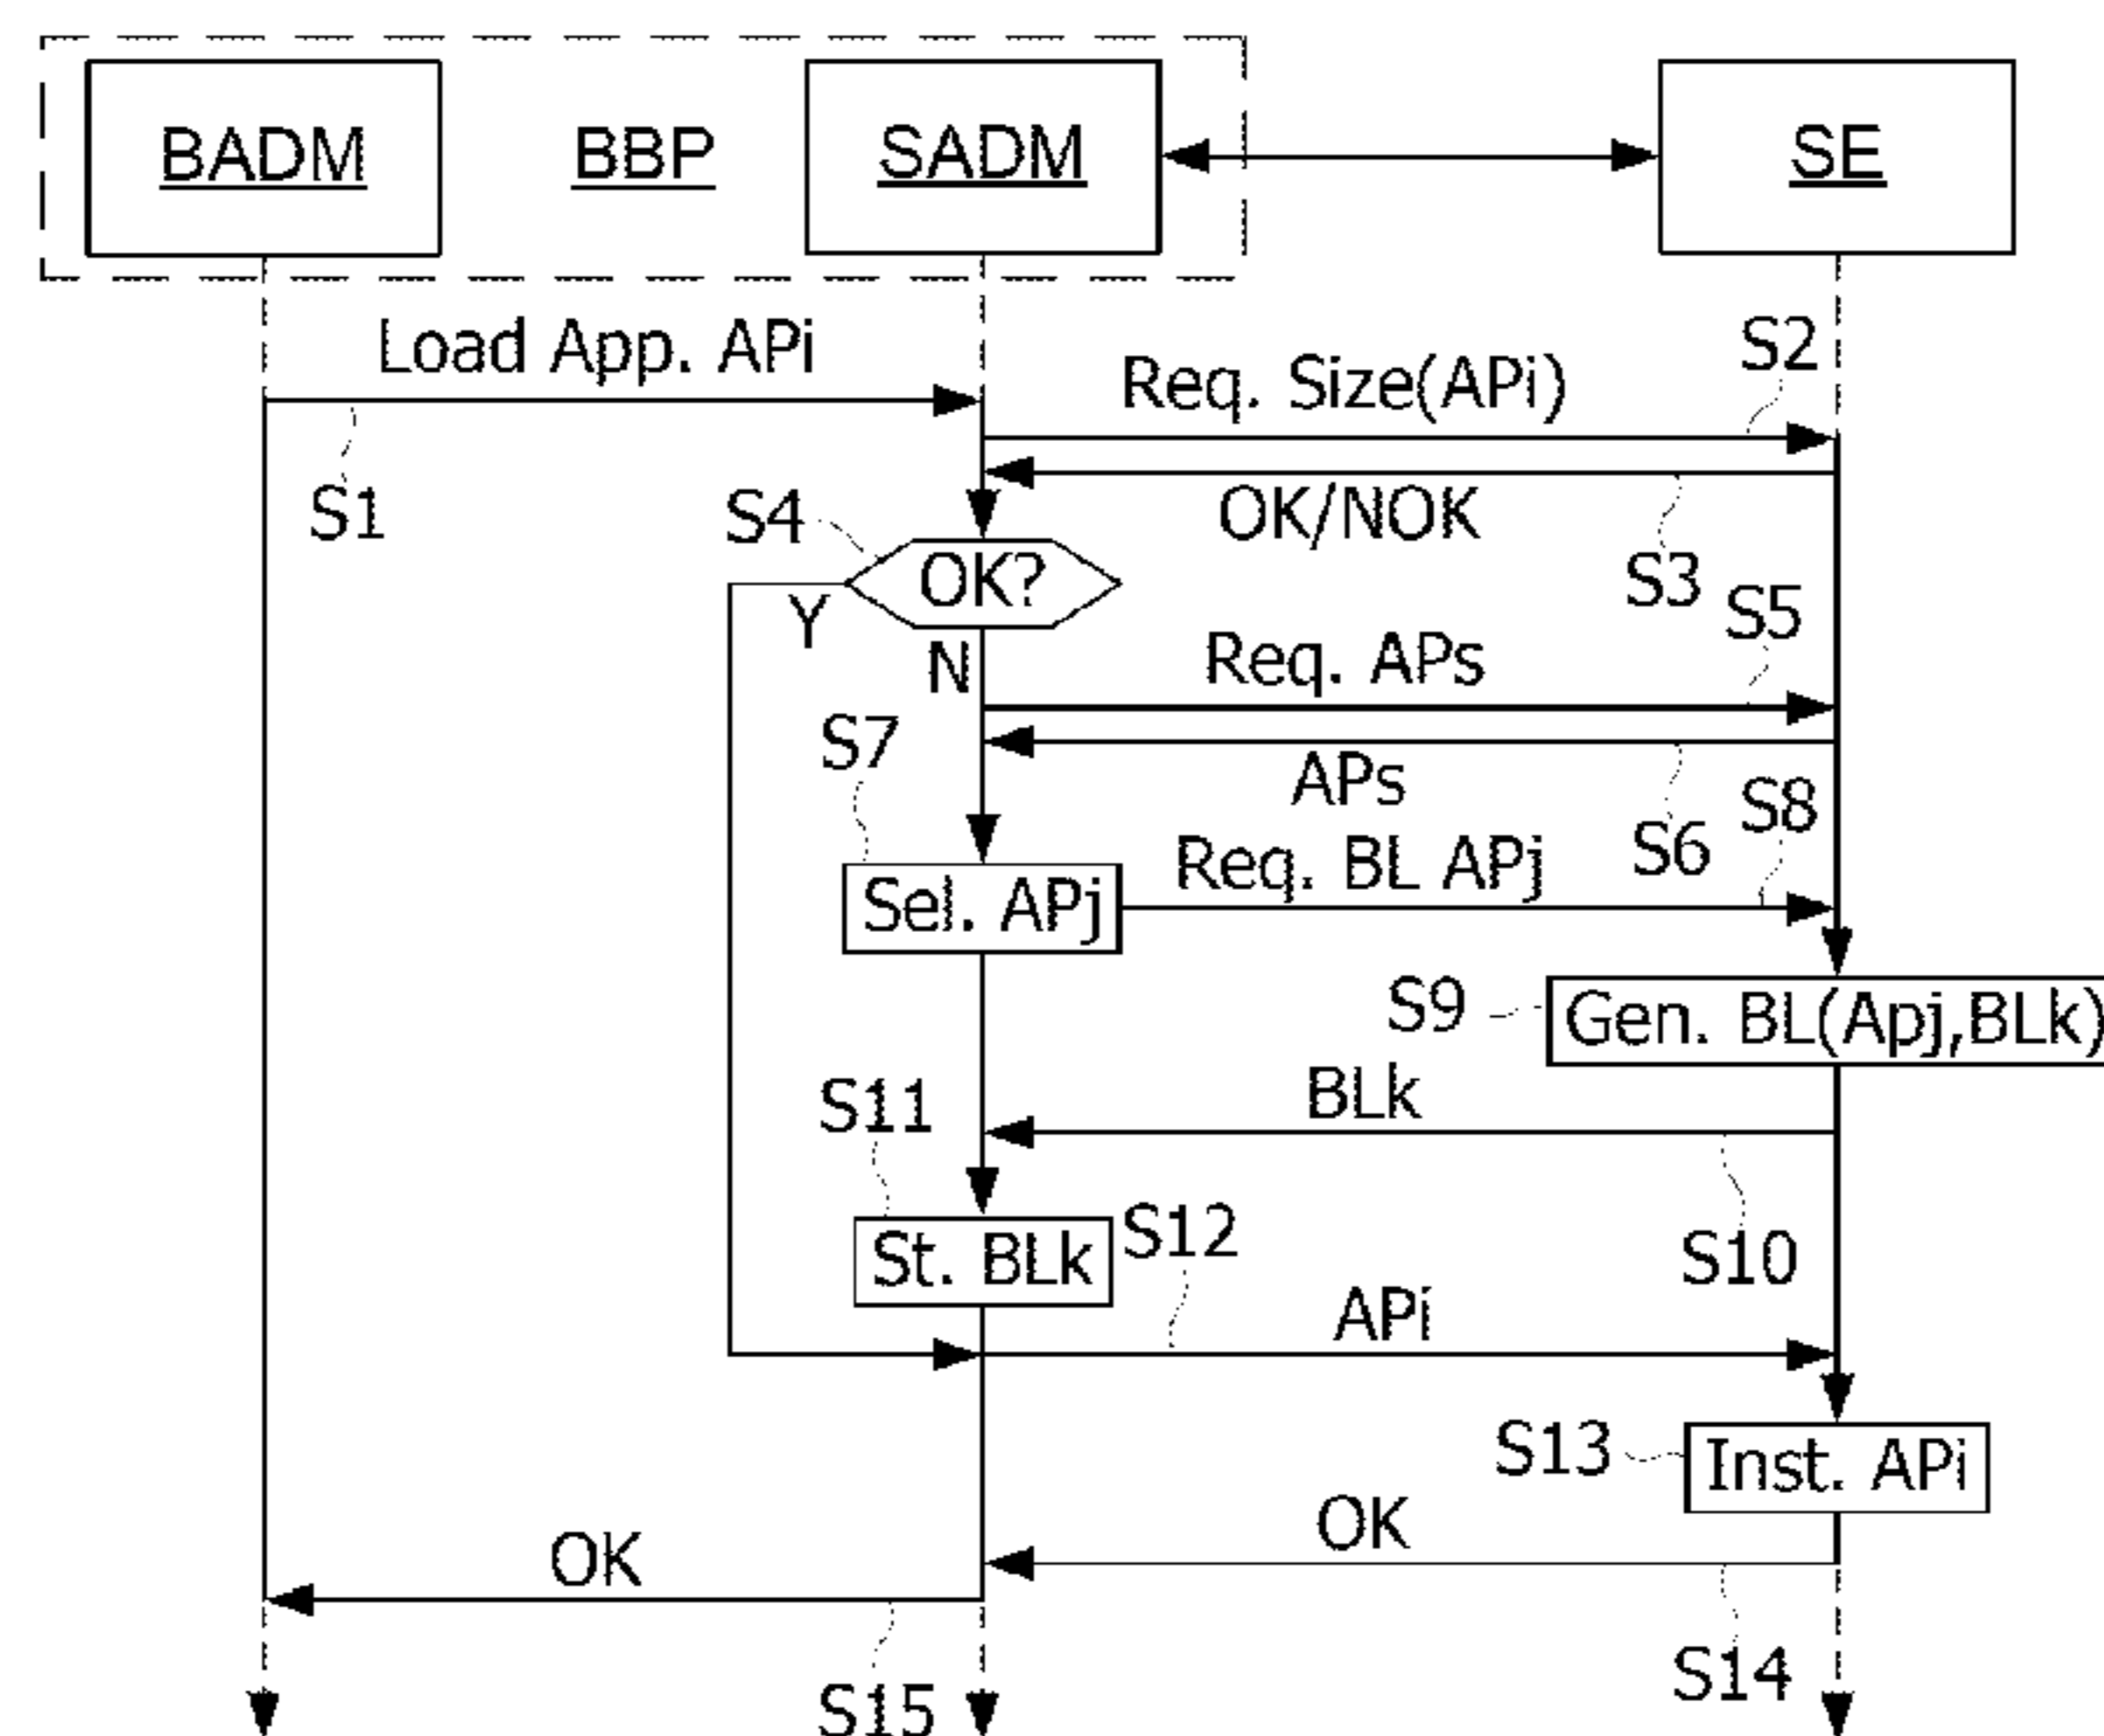 BADM
BBP
SADM
SE
Load App. APi
S1
Req. Size(APi)
S2
OK/NOK
S3
S4
OK?
Y
N
Req. APs
S5
APs
S6
S7
Sel. APj
Req. BL APj
S8
S9
Gen. BL(Apj,BLk)
BLk
S10
S11
St. BLk
S12
APi
S13
Inst. APi
OK
S14
OK
S15